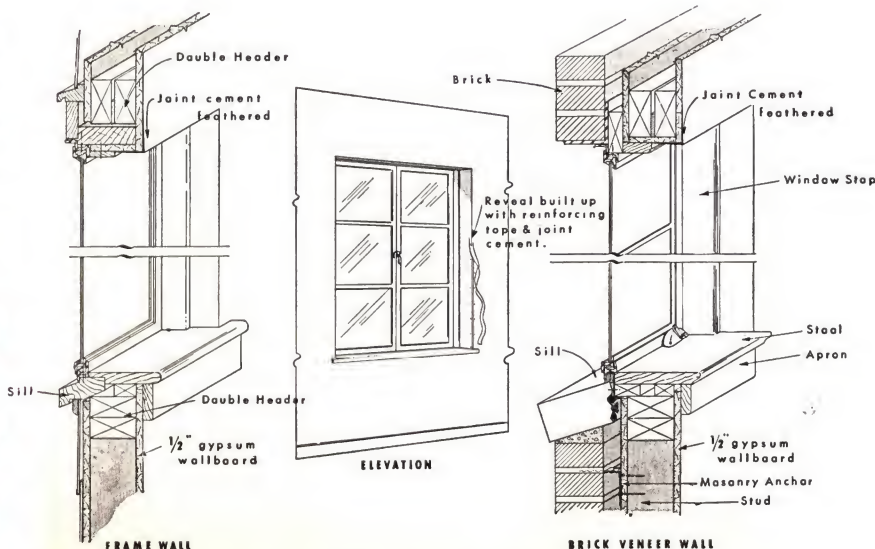 Double Header
Joint cement
feathered
Sill
Double Header
1/2" gypsum
wallboard
FRAME WALL
Reveal built up
with reinforcing
tape & joint
cement.
ELEVATION
Brick
Joint Cement
feathered
Window Stop
Stool
Apron
Sill
1/2" gypsum
wallboard
Masonry Anchor
Stud
BRICK VENEER WALL